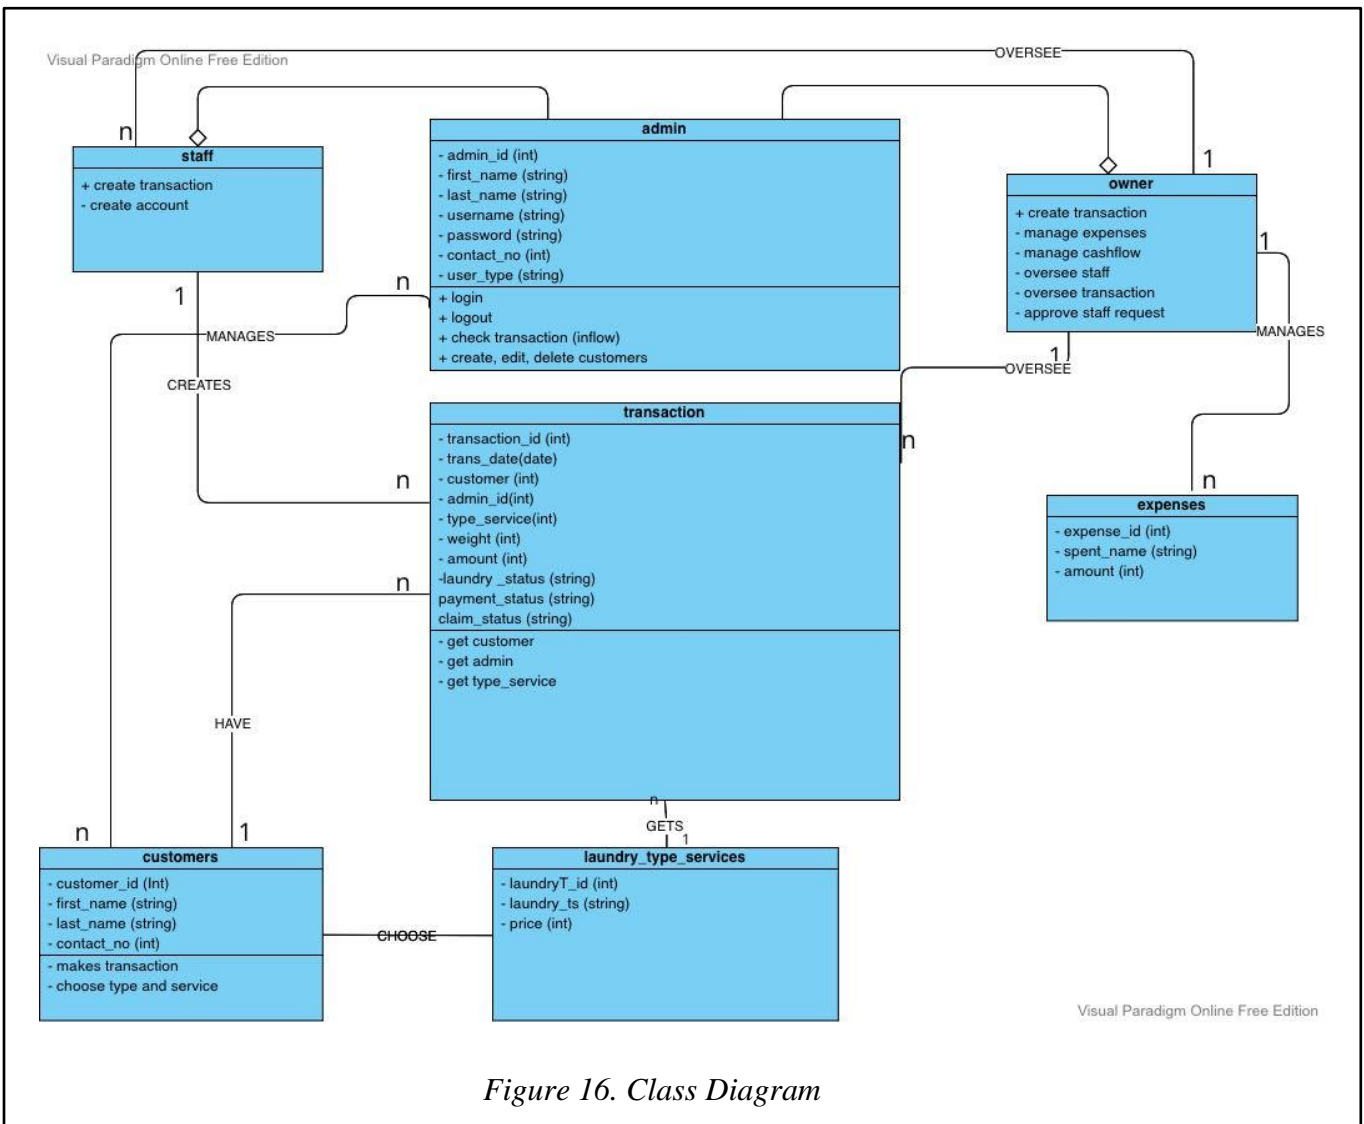 Visual Paradigm Online Free Edition
OVERSEE
n
1
staff
+ create transaction
- create account
admin
- admin_id (int)
- first_name (string)
- last_name (string)
- username (string)
- password (string)
- contact_no (int)
- user_type (string)
+ login
+ logout
+ check transaction (inflow)
+ create, edit, delete customers
owner
+ create transaction
- manage expenses
- manage cashflow
- oversee staff
- oversee transaction
- approve staff request
1
n
MANAGES
1
CREATES
n
1
OVERSEE
n
1
MANAGES
n
transaction
- transaction_id (int)
- trans_date(date)
- customer (int)
- admin_id(int)
- type_service(int)
- weight (int)
- amount (int)
-laundry _status (string)
payment_status (string)
claim_status (string)
- get customer
- get admin
- get type_service
expenses
- expense_id (int)
- spent_name (string)
- amount (int)
n
HAVE
n
1
n
GETS
1
customers
- customer_id (Int)
- first_name (string)
- last_name (string)
- contact_no (int)
- makes transaction
- choose type and service
CHOOSE
laundry_type_services
- laundryT_id (int)
- laundry_ts (string)
- price (int)
Visual Paradigm Online Free Edition
Figure 16. Class Diagram